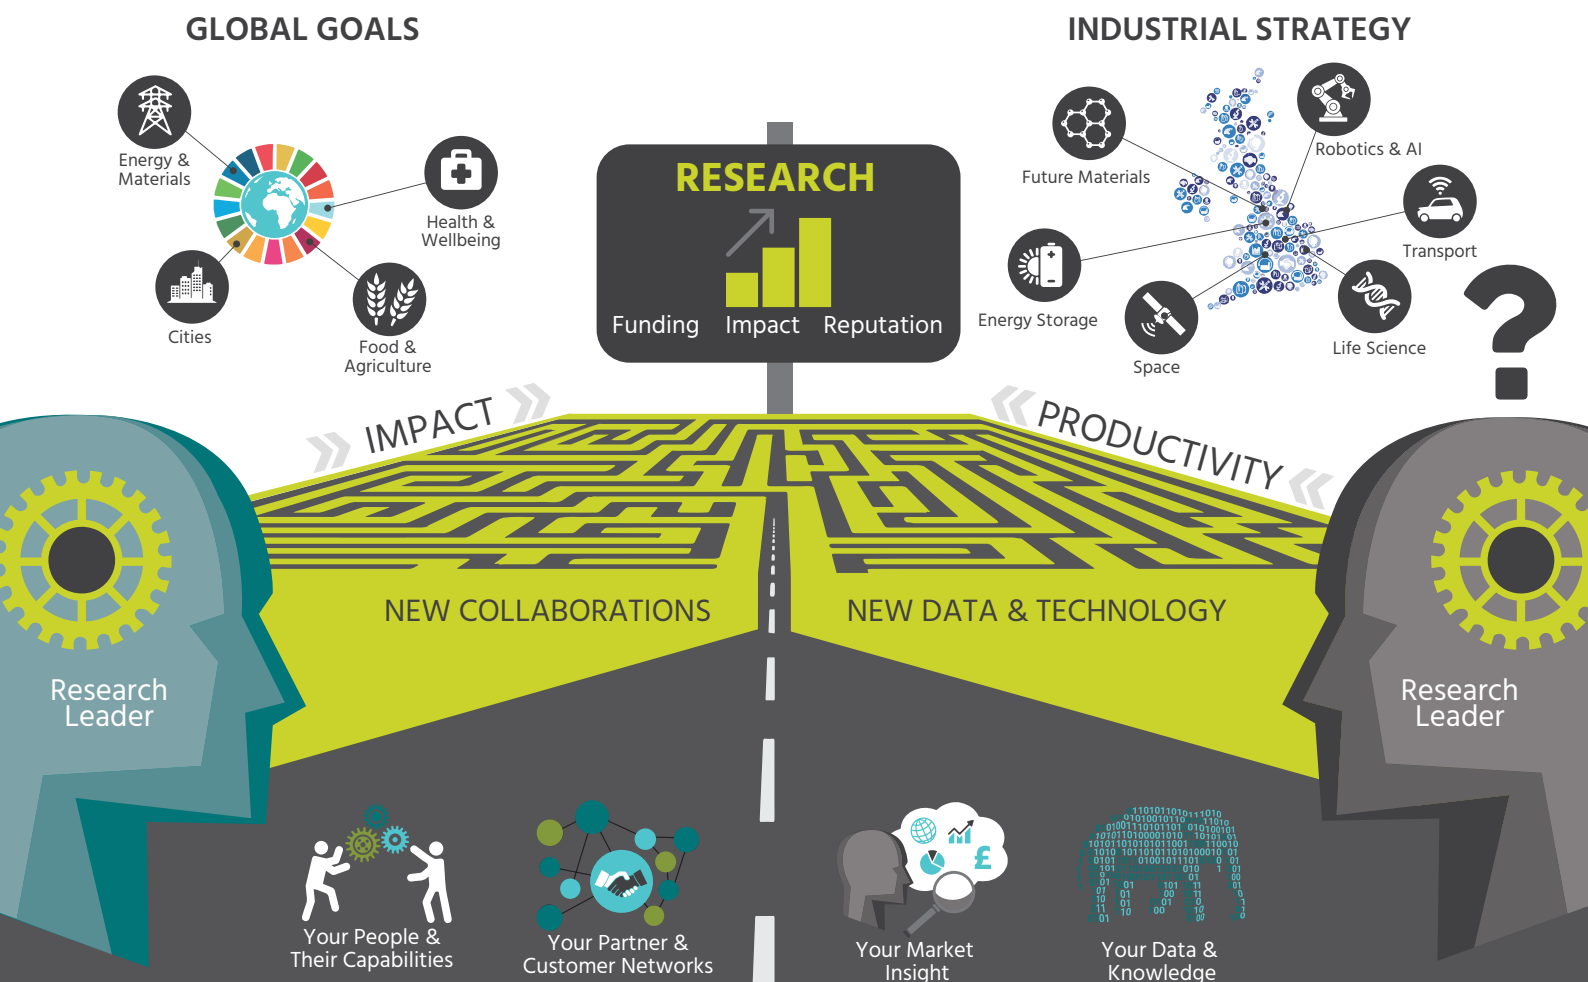 GLOBAL GOALS
INDUSTRIAL STRATEGY
Energy &
Materials
Health &
Wellbeing
Cities
Food &
Agriculture
RESEARCH
Funding Impact Reputation
Future Materials
Robotics & AI
Transport
Energy Storage
Space
Life Science
?
IMPACT
PRODUCTIVITY
NEW COLLABORATIONS
NEW DATA & TECHNOLOGY
Research
Leader
Research
Leader
£
Your People &
Their Capabilities
Your Partner &
Customer Networks
Your Market
Insight
Your Data &
Knowledge